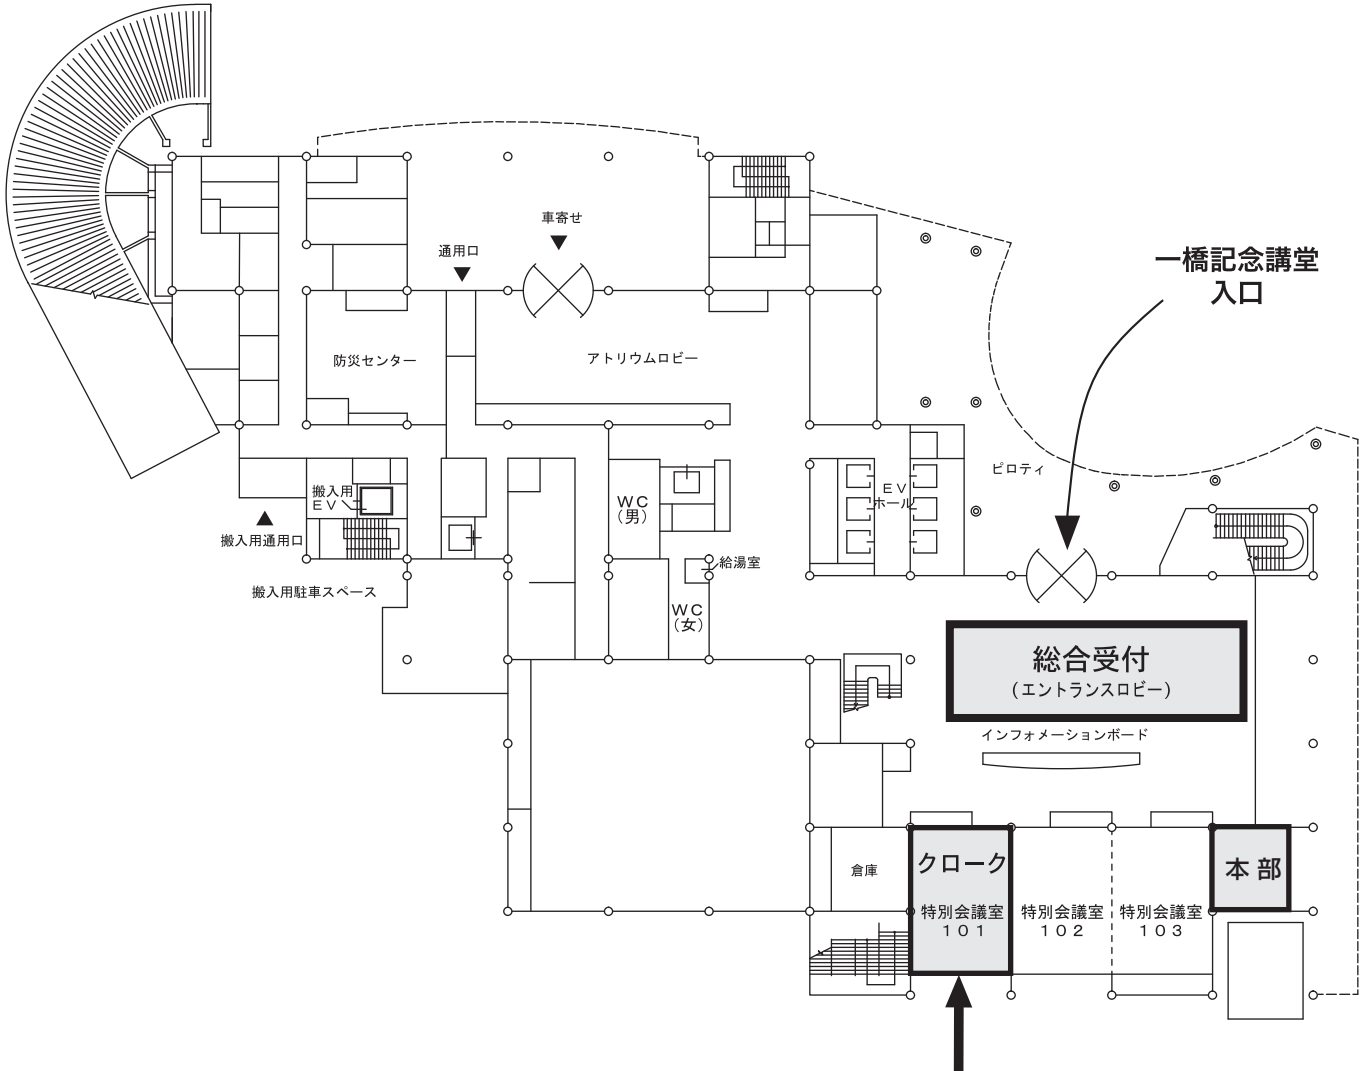 車寄せ
通用口
一橋記念講堂
入口
防災センター
アトリウムロビー
ピロティ
搬入用
EV
WC
(男)
EV
ホール
搬入用通用口
給湯室
搬入用駐車スペース
WC
(女)
総合受付
(エントランスロビー)
インフォメーションボード
倉庫
クローク
本部
特別会議室
101
特別会議室
102
特別会議室
103